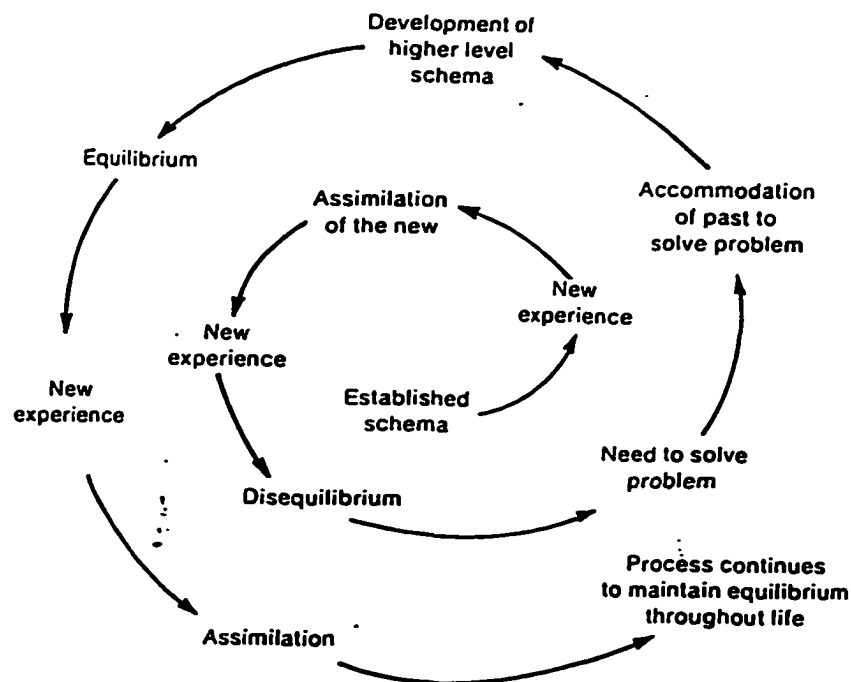 Development of
higher level
schema
Equilibrium
Assimilation
of the new
Accommodation
of past to
solve problem
New
experience
New
experience
New
experience
Established
schema
Need to solve
problem
Disequilibrium
Process continues
to maintain equilibrium
throughout life
Assimilation